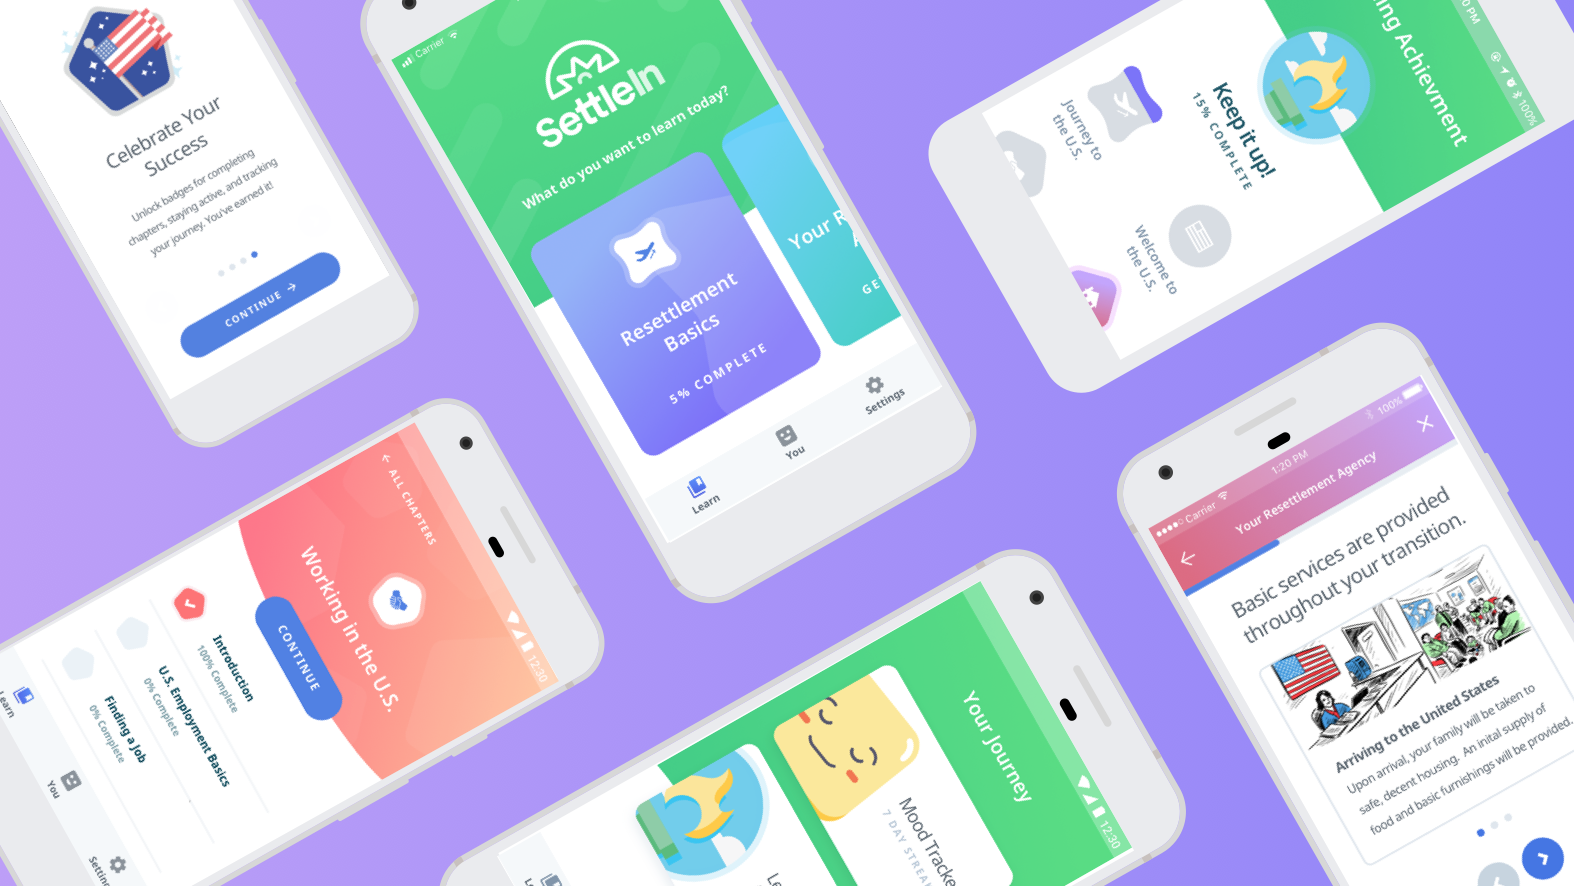 Celebrate Your
Success
Unlock badges for completing
chapters, staying active, and tracking
your journey. You've earned it!
CONTINUE →
Carrier
SettleIn
What do you want to learn today?
Resettlement
Basics
5% COMPLETE
Your
GE
Learn
You
Settings
PM
100%
ing Achievment
Keep it up!
15% COMPLETE
Journey to
the U.S.
Welcome to
the U.S.
12:30
← ALL CHAPTERS
Working in the U.S.
CONTINUE
Introduction
100% Complete
U.S. Employment Basics
0% Complete
Finding a Job
0% Complete
Learn
You
Settin
12:30
Your Journey
Mood Tracke
7 DAY STREA
Le
Carrier
1:20 PM
100%
Your Resettlement Agency
Basic services are provided
throughout your transition.
Arriving to the United States
Upon arrival, your family will be taken to
safe, decent housing. An inital supply of
food and basic furnishings will be provided.